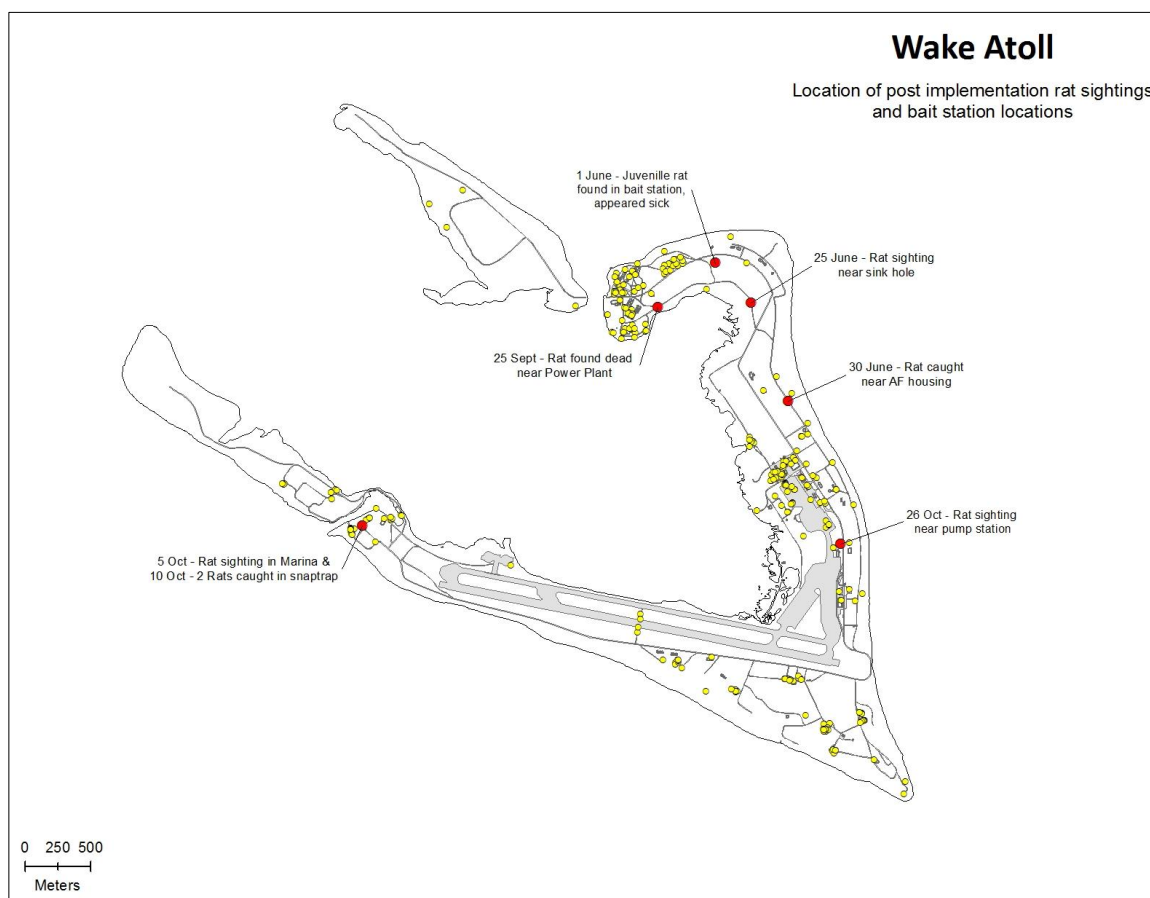 Wake Atoll
Location of post implementation rat sightings
and bait station locations
1 June - Juvenille rat
found in bait station,
appeared sick
25 June - Rat sighting
near sink hole
25 Sept - Rat found dead
near Power Plant
30 June - Rat caught
near AF housing
26 Oct - Rat sighting
near pump station
5 Oct - Rat sighting in Marina &
10 Oct - 2 Rats caught in snaptrap
0 250 500
Meters